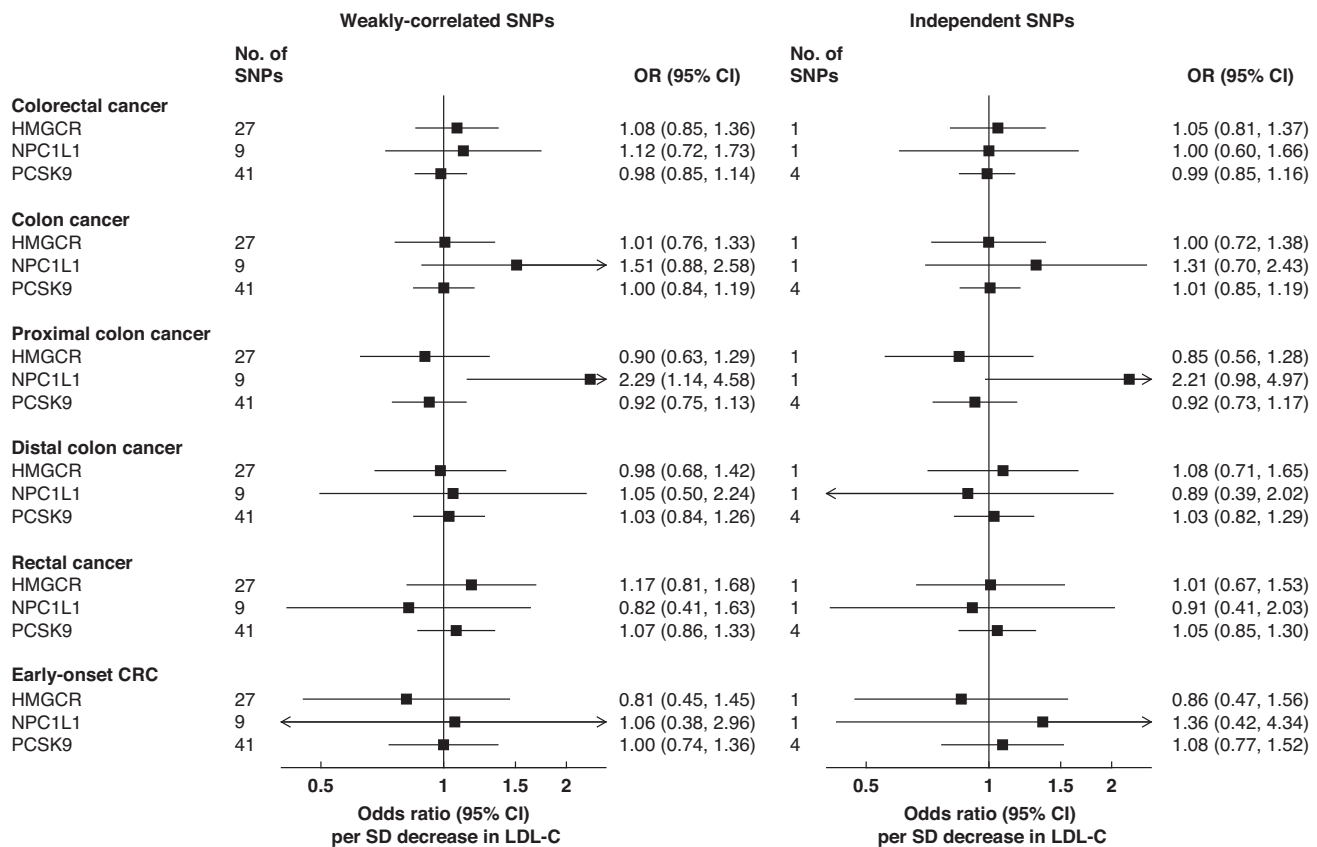 Weakly-correlated SNPs Independent SNPs
No. of SNPs OR (95% CI) No. of SNPs OR (95% CI)
Colorectal cancer
HMGCR 27 1.08 (0.85, 1.36) 1 1.05 (0.81, 1.37)
NPC1L1 9 1.12 (0.72, 1.73) 1 1.00 (0.60, 1.66)
PCSK9 41 0.98 (0.85, 1.14) 4 0.99 (0.85, 1.16)
Colon cancer
HMGCR 27 1.01 (0.76, 1.33) 1 1.00 (0.72, 1.38)
NPC1L1 9 1.51 (0.88, 2.58) 1 1.31 (0.70, 2.43)
PCSK9 41 1.00 (0.84, 1.19) 4 1.01 (0.85, 1.19)
Proximal colon cancer
HMGCR 27 0.90 (0.63, 1.29) 1 0.85 (0.56, 1.28)
NPC1L1 9 2.29 (1.14, 4.58) 1 2.21 (0.98, 4.97)
PCSK9 41 0.92 (0.75, 1.13) 4 0.92 (0.73, 1.17)
Distal colon cancer
HMGCR 27 0.98 (0.68, 1.42) 1 1.08 (0.71, 1.65)
NPC1L1 9 1.05 (0.50, 2.24) 1 0.89 (0.39, 2.02)
PCSK9 41 1.03 (0.84, 1.26) 4 1.03 (0.82, 1.29)
Rectal cancer
HMGCR 27 1.17 (0.81, 1.68) 1 1.01 (0.67, 1.53)
NPC1L1 9 0.82 (0.41, 1.63) 1 0.91 (0.41, 2.03)
PCSK9 41 1.07 (0.86, 1.33) 4 1.05 (0.85, 1.30)
Early-onset CRC
HMGCR 27 0.81 (0.45, 1.45) 1 0.86 (0.47, 1.56)
NPC1L1 9 1.06 (0.38, 2.96) 1 1.36 (0.42, 4.34)
PCSK9 41 1.00 (0.74, 1.36) 4 1.08 (0.77, 1.52)
0.5 1 1.5 2 0.5 1 1.5 2
Odds ratio (95% CI) Odds ratio (95% CI)
per SD decrease in LDL-C per SD decrease in LDL-C